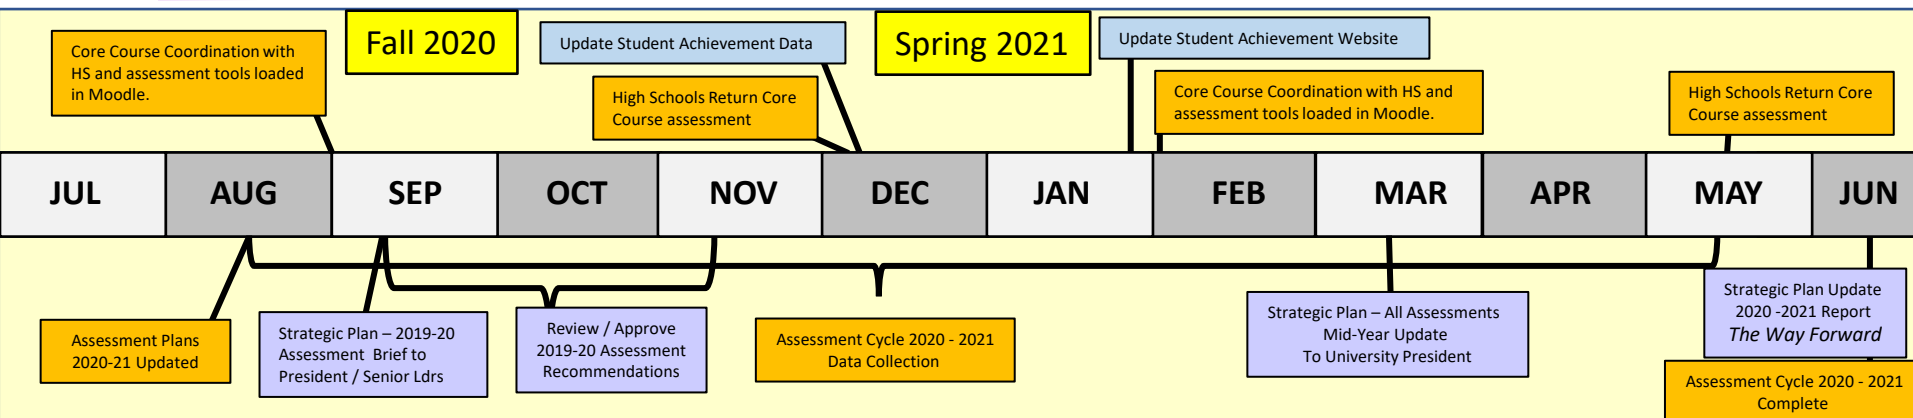 Fall 2020
Spring 2021
Core Course Coordination with
HS and assessment tools loaded
in Moodle.
Update Student Achievement Data
High Schools Return Core
Course assessment
Update Student Achievement Website
Core Course Coordination with HS and
assessment tools loaded in Moodle.
High Schools Return Core
Course assessment
JUL AUG SEP OCT NOV DEC JAN FEB MAR APR MAY JUN
Assessment Plans
2020-21 Updated
Strategic Plan – 2019-20
Assessment Brief to
President / Senior Ldrs
Review / Approve
2019-20 Assessment
Recommendations
Assessment Cycle 2020 - 2021
Data Collection
Strategic Plan – All Assessments
Mid-Year Update
To University President
Strategic Plan Update
2020 -2021 Report
The Way Forward
Assessment Cycle 2020 - 2021
Complete